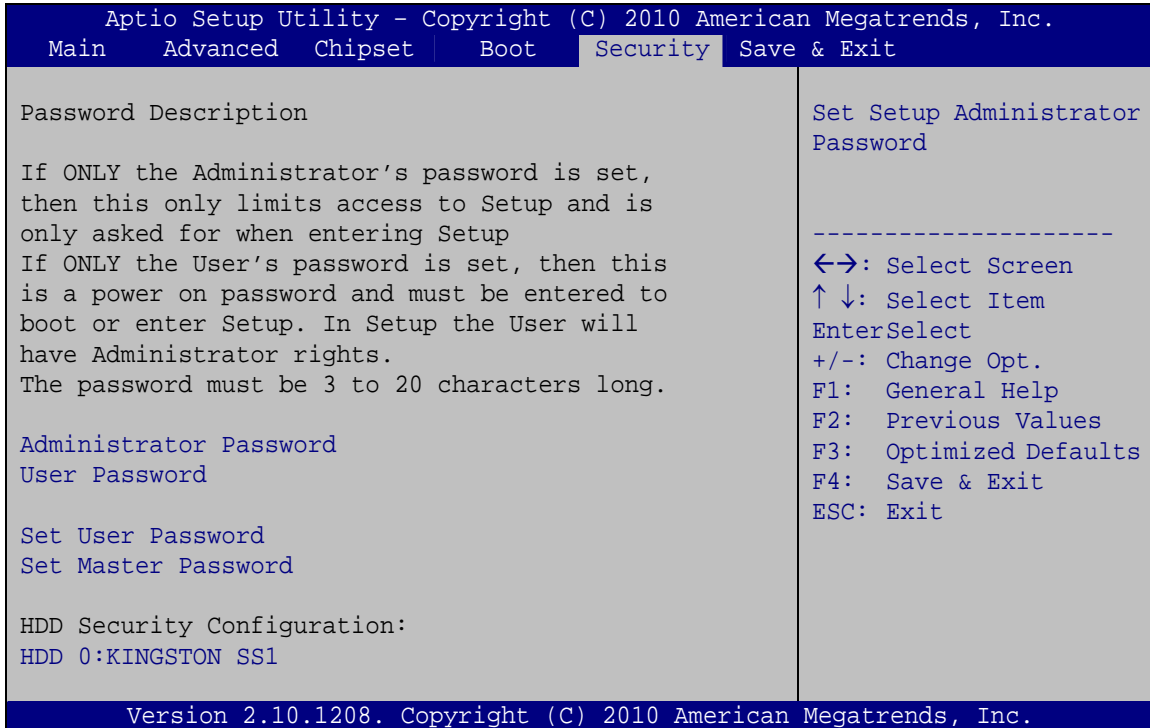 Aptio Setup Utility – Copyright (C) 2010 American Megatrends, Inc.
Main Advanced Chipset Boot Security Save & Exit
Password Description
If ONLY the Administrator’s password is set,
then this only limits access to Setup and is
only asked for when entering Setup
If ONLY the User’s password is set, then this
is a power on password and must be entered to
boot or enter Setup. In Setup the User will
have Administrator rights.
The password must be 3 to 20 characters long.
Administrator Password
User Password
Set User Password
Set Master Password
HDD Security Configuration:
HDD 0:KINGSTON SS1
Set Setup Administrator
Password
---------------------
←→: Select Screen
↑ ↓: Select Item
EnterSelect
+/-: Change Opt.
F1: General Help
F2: Previous Values
F3: Optimized Defaults
F4: Save & Exit
ESC: Exit
Version 2.10.1208. Copyright (C) 2010 American Megatrends, Inc.